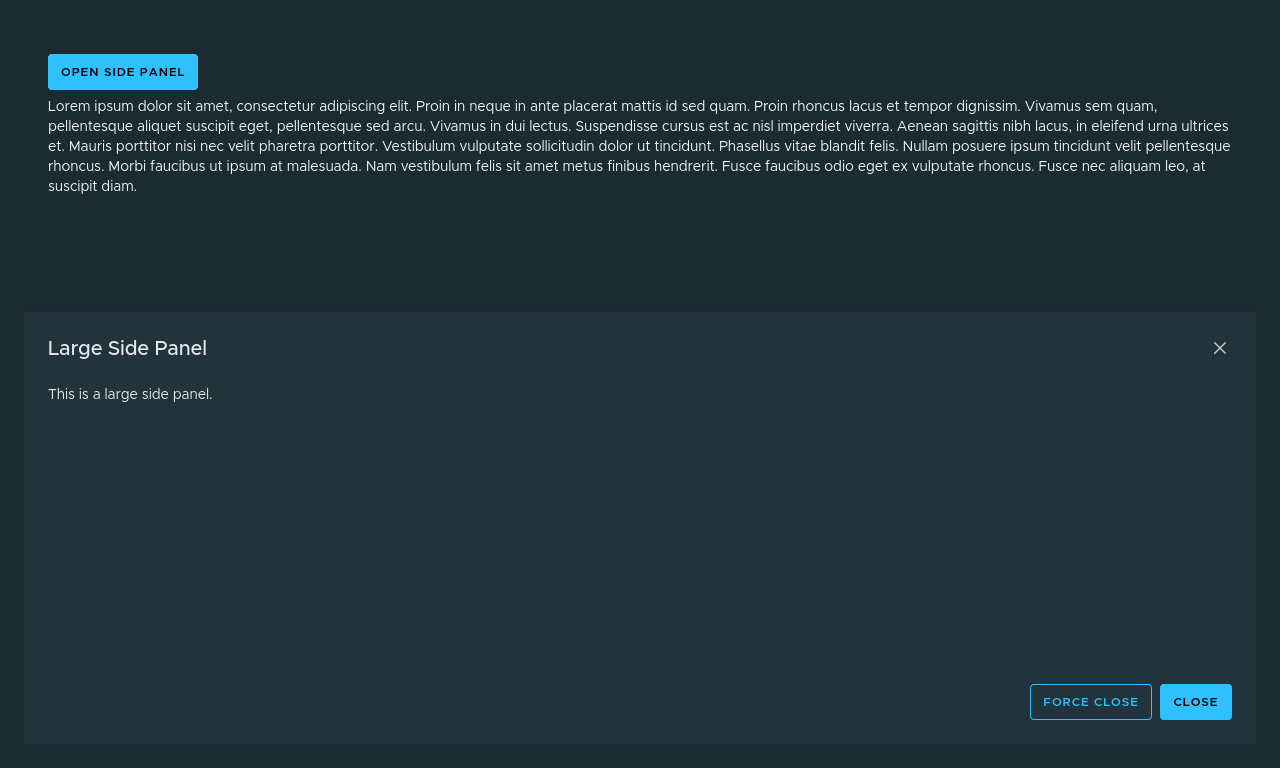 OPEN SIDE PANEL
Lorem ipsum dolor sit amet, consectetur adipiscing elit. Proin in neque in ante placerat mattis id sed quam. Proin rhoncus lacus et tempor dignissim. Vivamus sem quam,
pellentesque aliquet suscipit eget, pellentesque sed arcu. Vivamus in dui lectus. Suspendisse cursus est ac nisl imperdiet viverra. Aenean sagittis nibh lacus, in eleifend urna ultrices
et. Mauris porttitor nisi nec velit pharetra porttitor. Vestibulum vulputate sollicitudin dolor ut tincidunt. Phasellus vitae blandit felis. Nullam posuere ipsum tincidunt velit pellentesque
rhoncus. Morbi faucibus ut ipsum at malesuada. Nam vestibulum felis sit amet metus finibus hendrerit. Fusce faucibus odio eget ex vulputate rhoncus. Fusce nec aliquam leo, at
suscipit diam.
Large Side Panel
This is a large side panel.
FORCE CLOSE
CLOSE